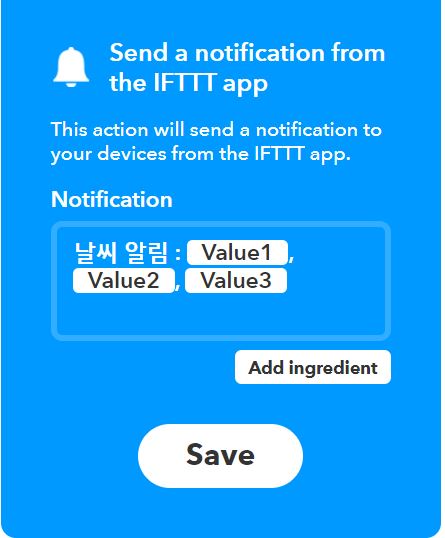 Send a notification from
the IFTTT app
This action will send a notification to
your devices from the IFTTT app.
Notification
날씨 알림 : Value1,
Value2, Value3
Add ingredient
Save